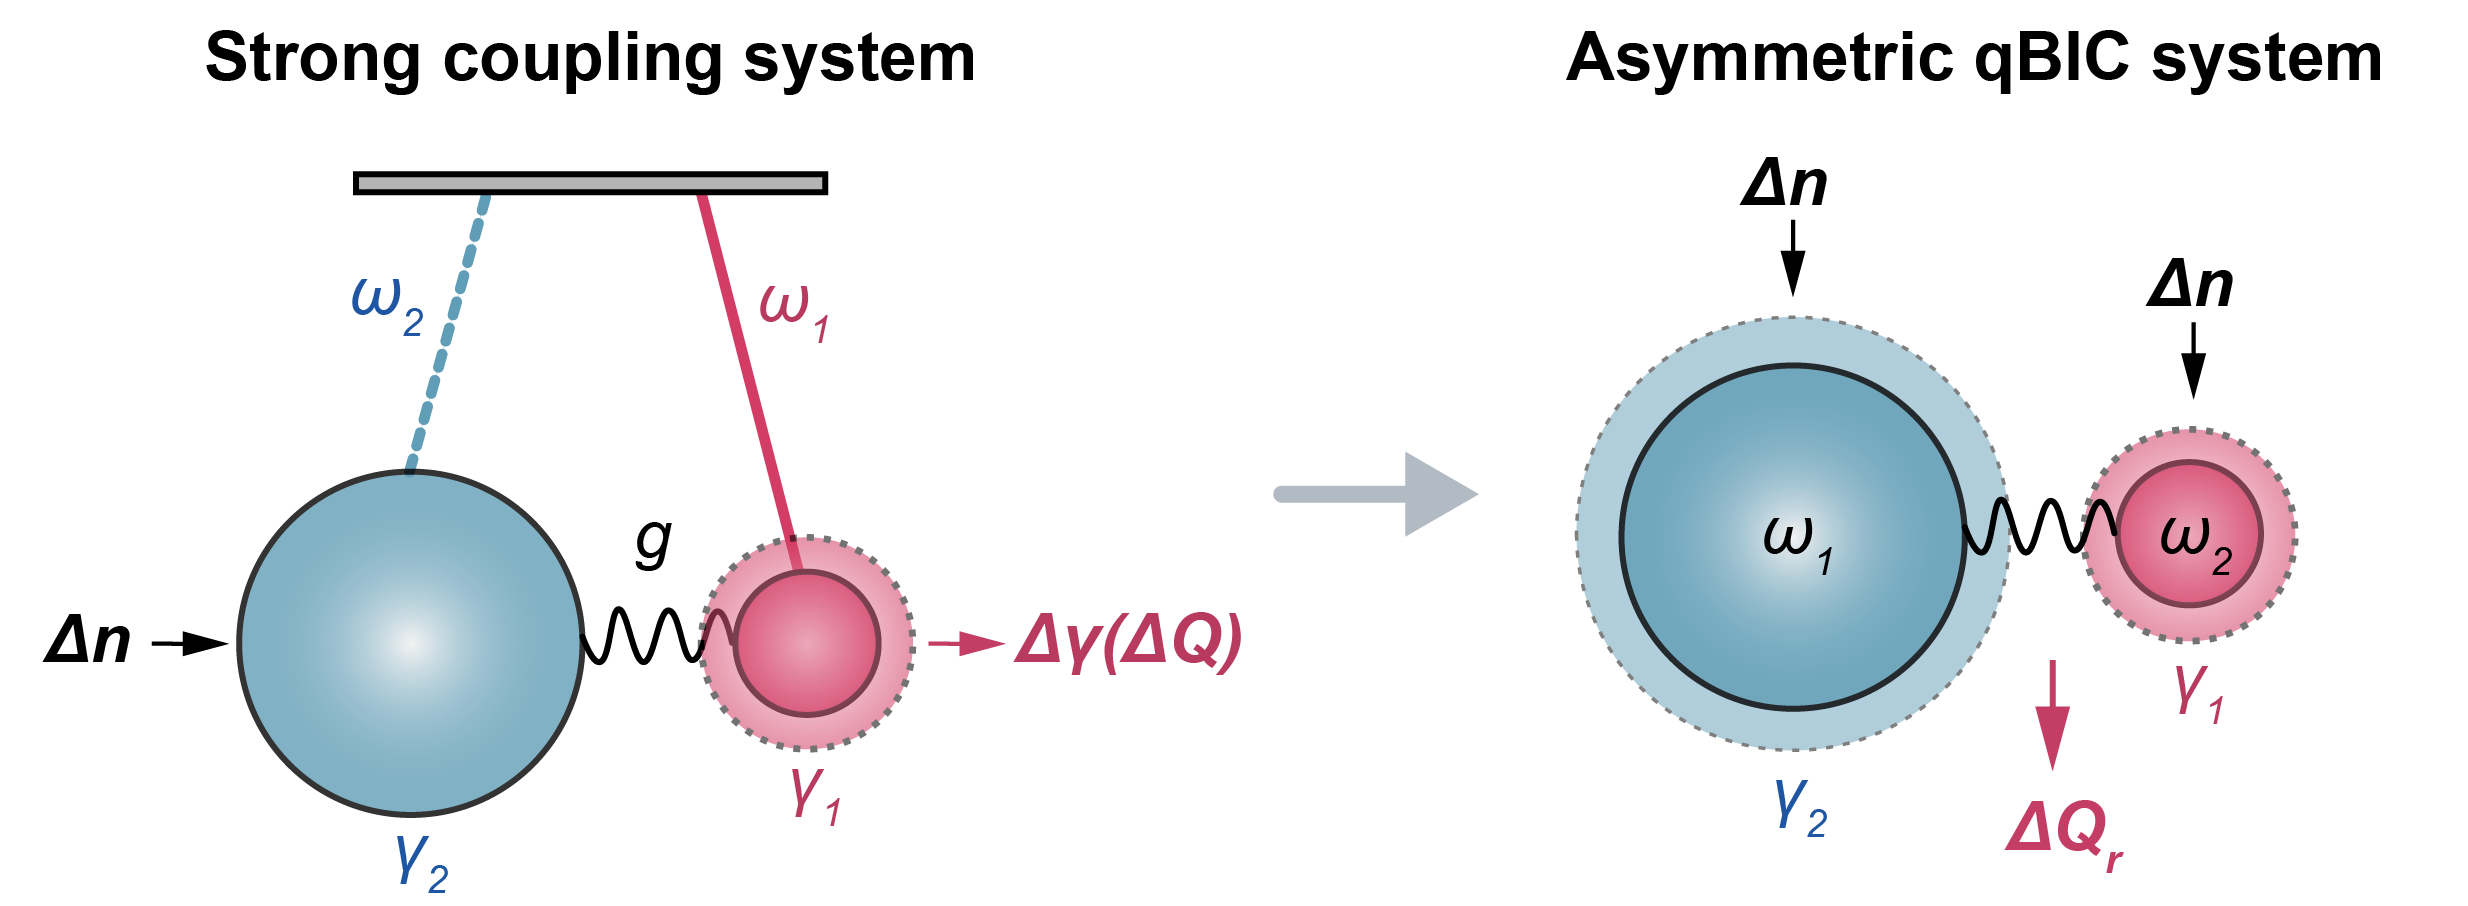 Strong coupling system
Asymmetric qBIC system
Δn
Δn
ω₂
ω₁
g
ω₁
ω₂
Δn
Δγ(ΔQ)
γ₁
γ₁
γ₂
γ₂
ΔQᵣ